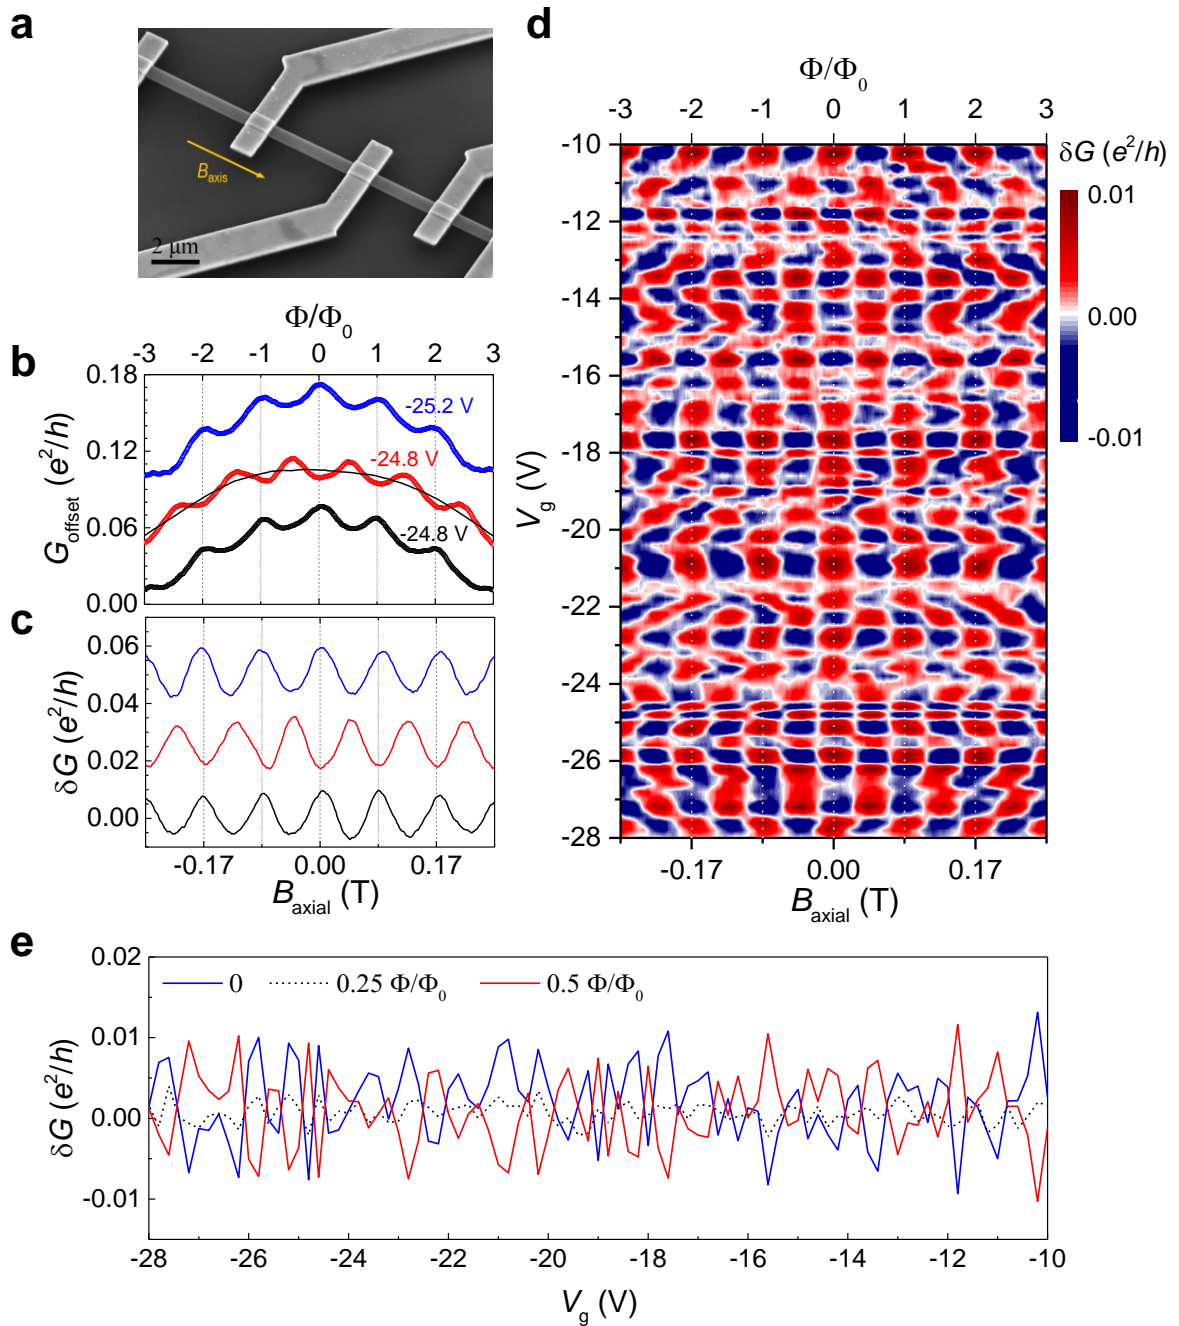 a
B_axis
2 μm
b
Φ/Φ_0
-3 -2 -1 0 1 2 3
G_offset (e²/h)
0.18
0.12
0.06
0.00
-25.2 V
-24.8 V
-24.8 V
c
δG (e²/h)
0.06
0.04
0.02
0.00
-0.17 0.00 0.17
B_axial (T)
d
Φ/Φ_0
-3 -2 -1 0 1 2 3
V_g (V)
-10
-12
-14
-16
-18
-20
-22
-24
-26
-28
-0.17 0.00 0.17
B_axial (T)
δG (e²/h)
0.01
0.00
-0.01
e
δG (e²/h)
0.02
0.01
0.00
-0.01
0 0.25 Φ/Φ_0 0.5 Φ/Φ_0
-28 -26 -24 -22 -20 -18 -16 -14 -12 -10
V_g (V)